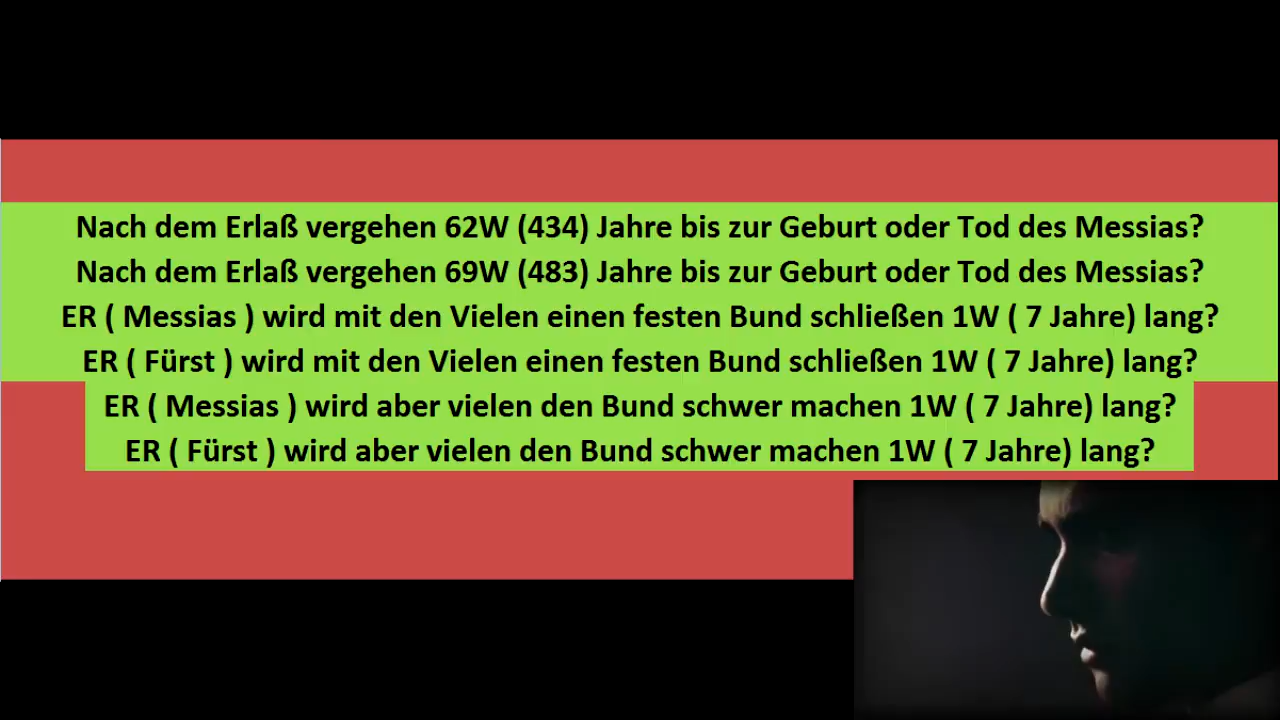 Nach dem Erlaß vergehen 62W (434) Jahre bis zur Geburt oder Tod des Messias?
Nach dem Erlaß vergehen 69W (483) Jahre bis zur Geburt oder Tod des Messias?
ER ( Messias ) wird mit den Vielen einen festen Bund schließen 1W ( 7 Jahre) lang?
ER ( Fürst ) wird mit den Vielen einen festen Bund schließen 1W ( 7 Jahre) lang?
ER ( Messias ) wird aber vielen den Bund schwer machen 1W ( 7 Jahre) lang?
ER ( Fürst ) wird aber vielen den Bund schwer machen 1W ( 7 Jahre) lang?